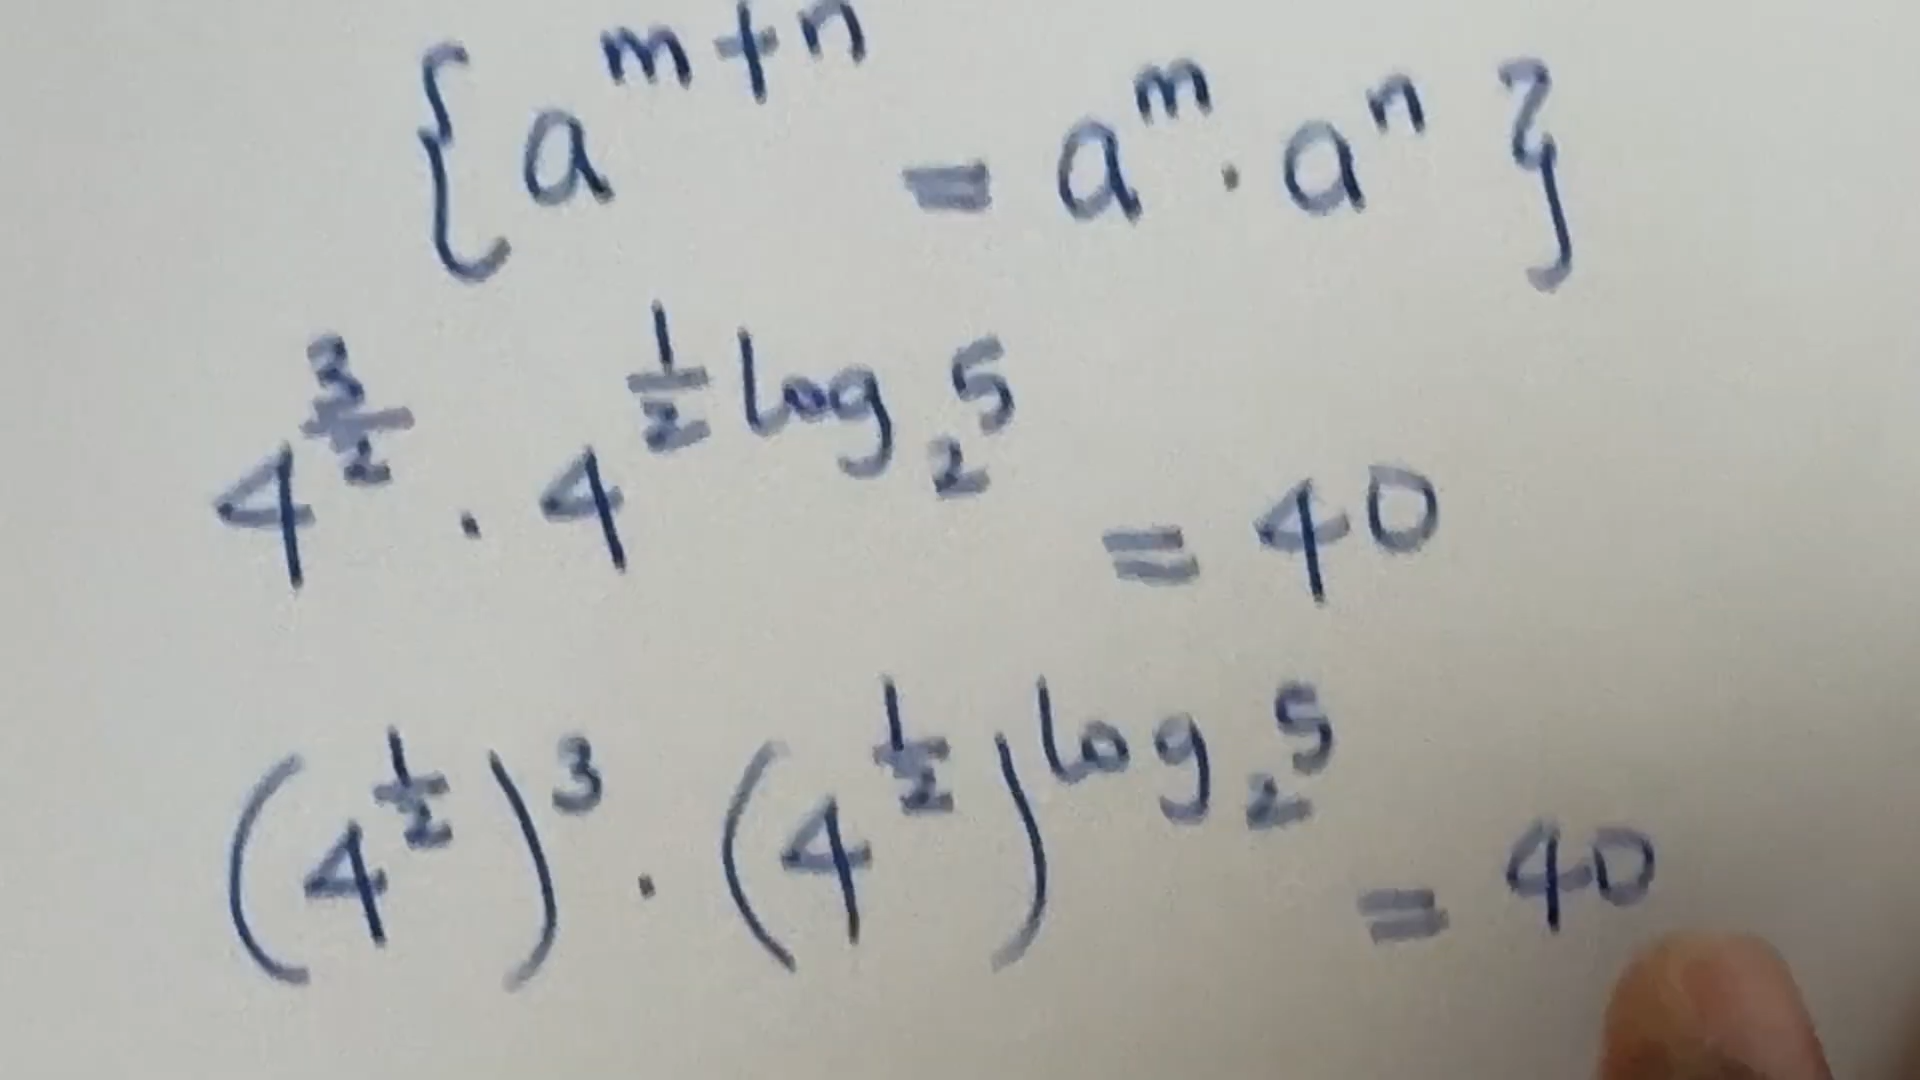 {a^{m+n} = a^m · a^n}
4^{3/2} · 4^{1/2 log_2 5} = 40
(4^{1/2})^3 · (4^{1/2})^{log_2 5} = 40